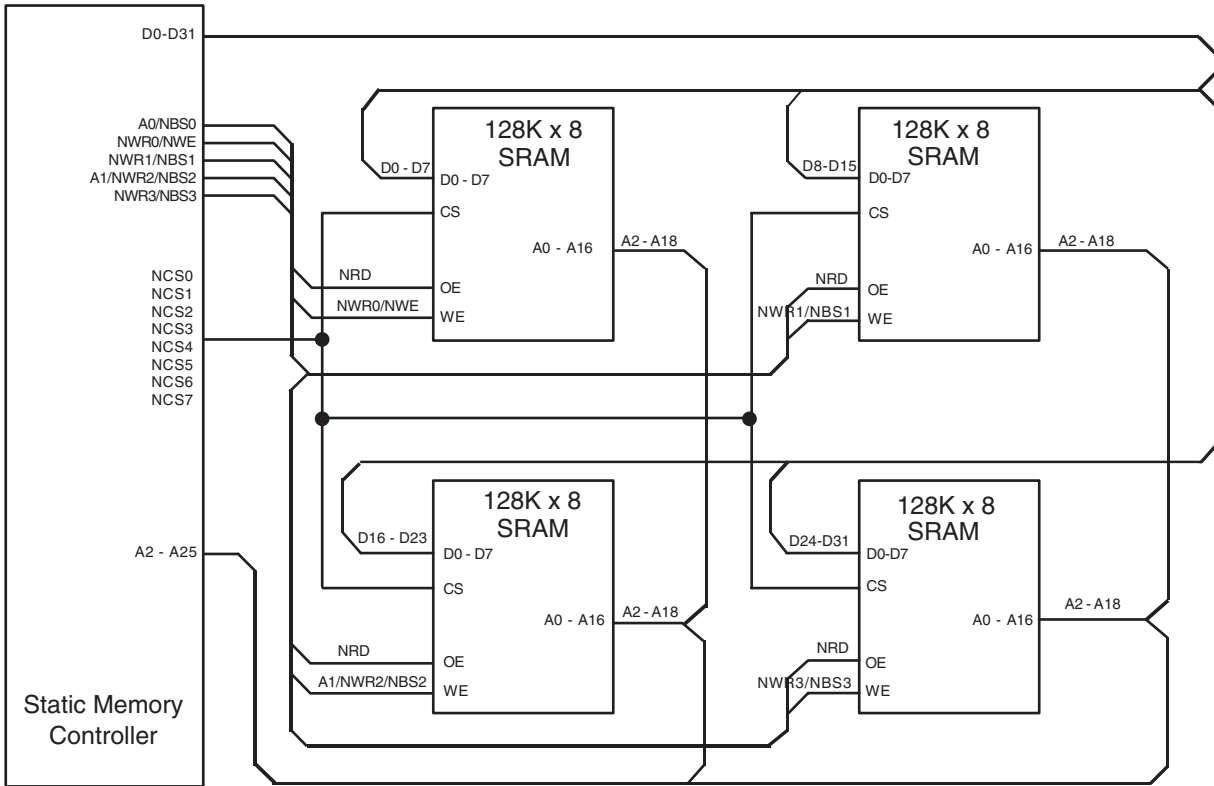 D0-D31
A0/NBS0
NWR0/NWE
NWR1/NBS1
A1/NWR2/NBS2
NWR3/NBS3
NCS0
NCS1
NCS2
NCS3
NCS4
NCS5
NCS6
NCS7
A2 - A25
Static Memory
Controller
128K x 8
SRAM
D0 - D7
D0 - D7
CS
A0 - A16
A2 - A18
NRD
OE
NWR0/NWE
WE
128K x 8
SRAM
D8-D15
D0-D7
CS
A0 - A16
A2 - A18
NRD
OE
NWR1/NBS1
WE
128K x 8
SRAM
D16 - D23
D0 - D7
CS
A0 - A16
A2 - A18
NRD
OE
A1/NWR2/NBS2
WE
128K x 8
SRAM
D24-D31
D0-D7
CS
A0 - A16
A2 - A18
NRD
OE
NWR3/NBS3
WE